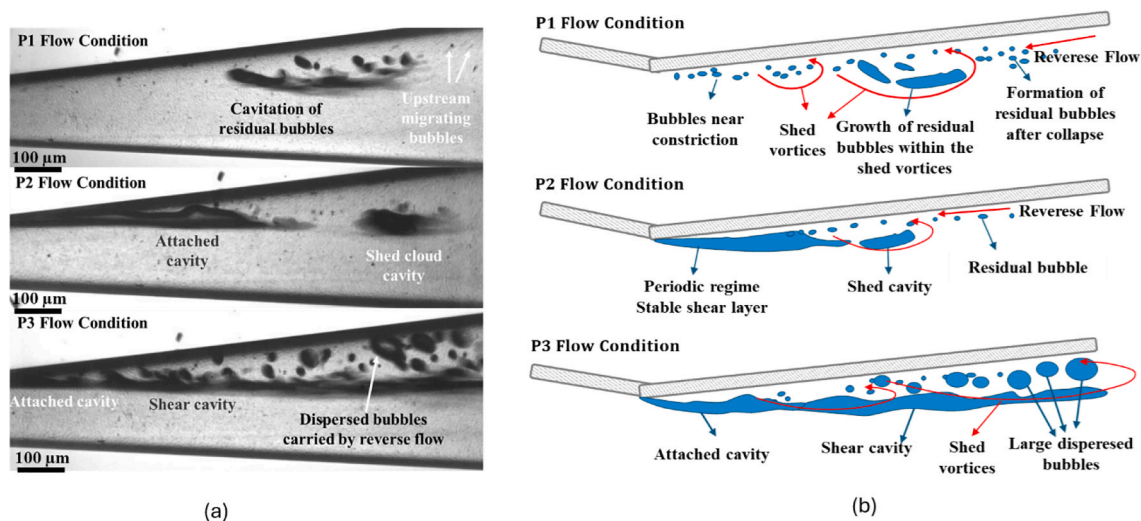 P1 Flow Condition
Cavitation of
residual bubbles
Upstream
migrating
bubbles
100 µm
P2 Flow Condition
Attached
cavity
Shed cloud
cavity
100 µm
P3 Flow Condition
Attached cavity
Shear cavity
Dispersed bubbles
carried by reverse flow
100 µm
(a)
P1 Flow Condition
Reverese Flow
Bubbles near
constriction
Shed
vortices
Growth of residual
bubbles within the
shed vortices
Formation of
residual bubbles
after collapse
P2 Flow Condition
Reverese Flow
Periodic regime
Stable shear layer
Shed cavity
Residual bubble
P3 Flow Condition
Attached cavity
Shear cavity
Shed
vortices
Large disperesed
bubbles
(b)